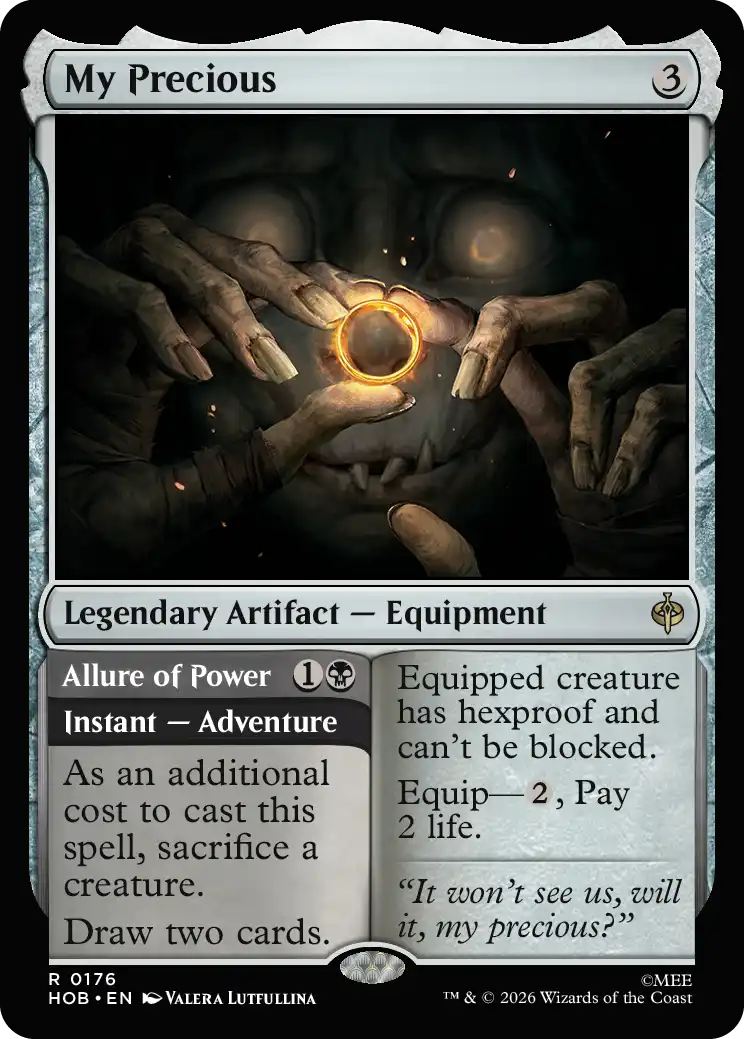 My Precious 3
Legendary Artifact — Equipment
Allure of Power 1
Instant — Adventure
As an additional
cost to cast this
spell, sacrifice a
creature.
Draw two cards.
Equipped creature
has hexproof and
can't be blocked.
Equip—2, Pay
2 life.
"It won't see us, will
it, my precious?"
R 0176
HOB • EN Valera Lutfullina
©MEE
™ & © 2026 Wizards of the Coast